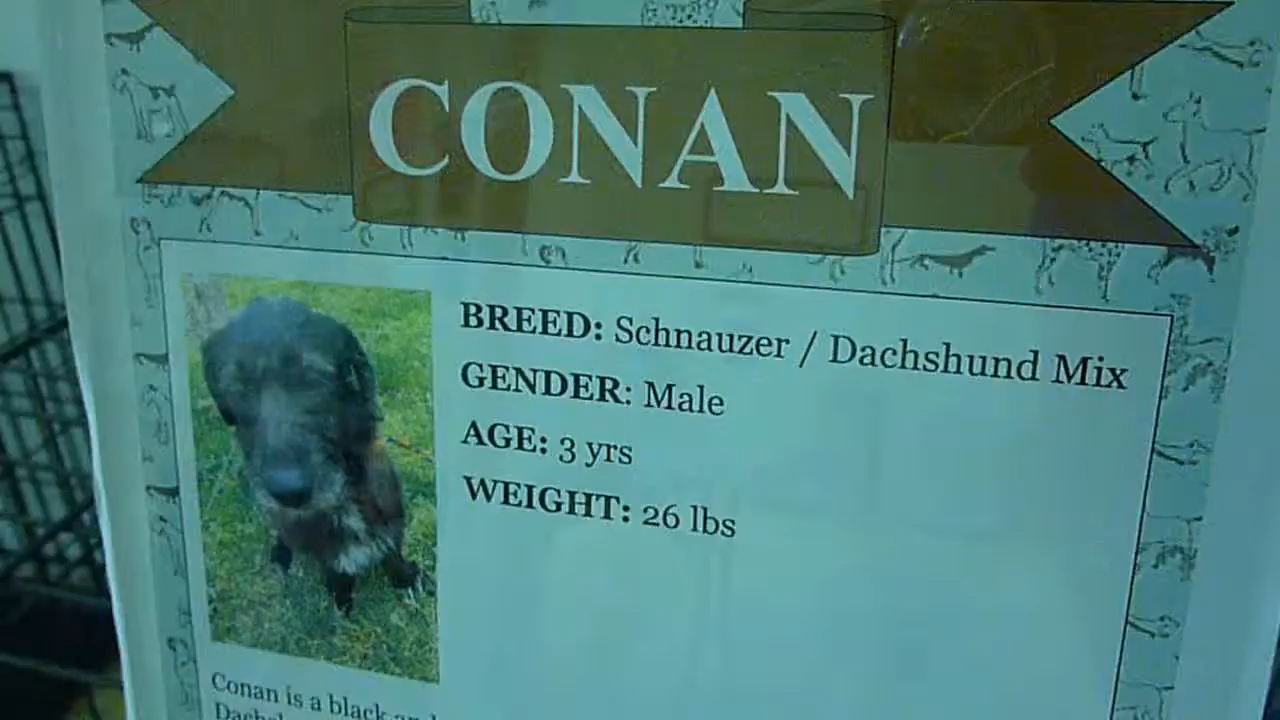 CONAN
BREED: Schnauzer / Dachshund Mix
GENDER: Male
AGE: 3 yrs
WEIGHT: 26 lbs
Conan is a black